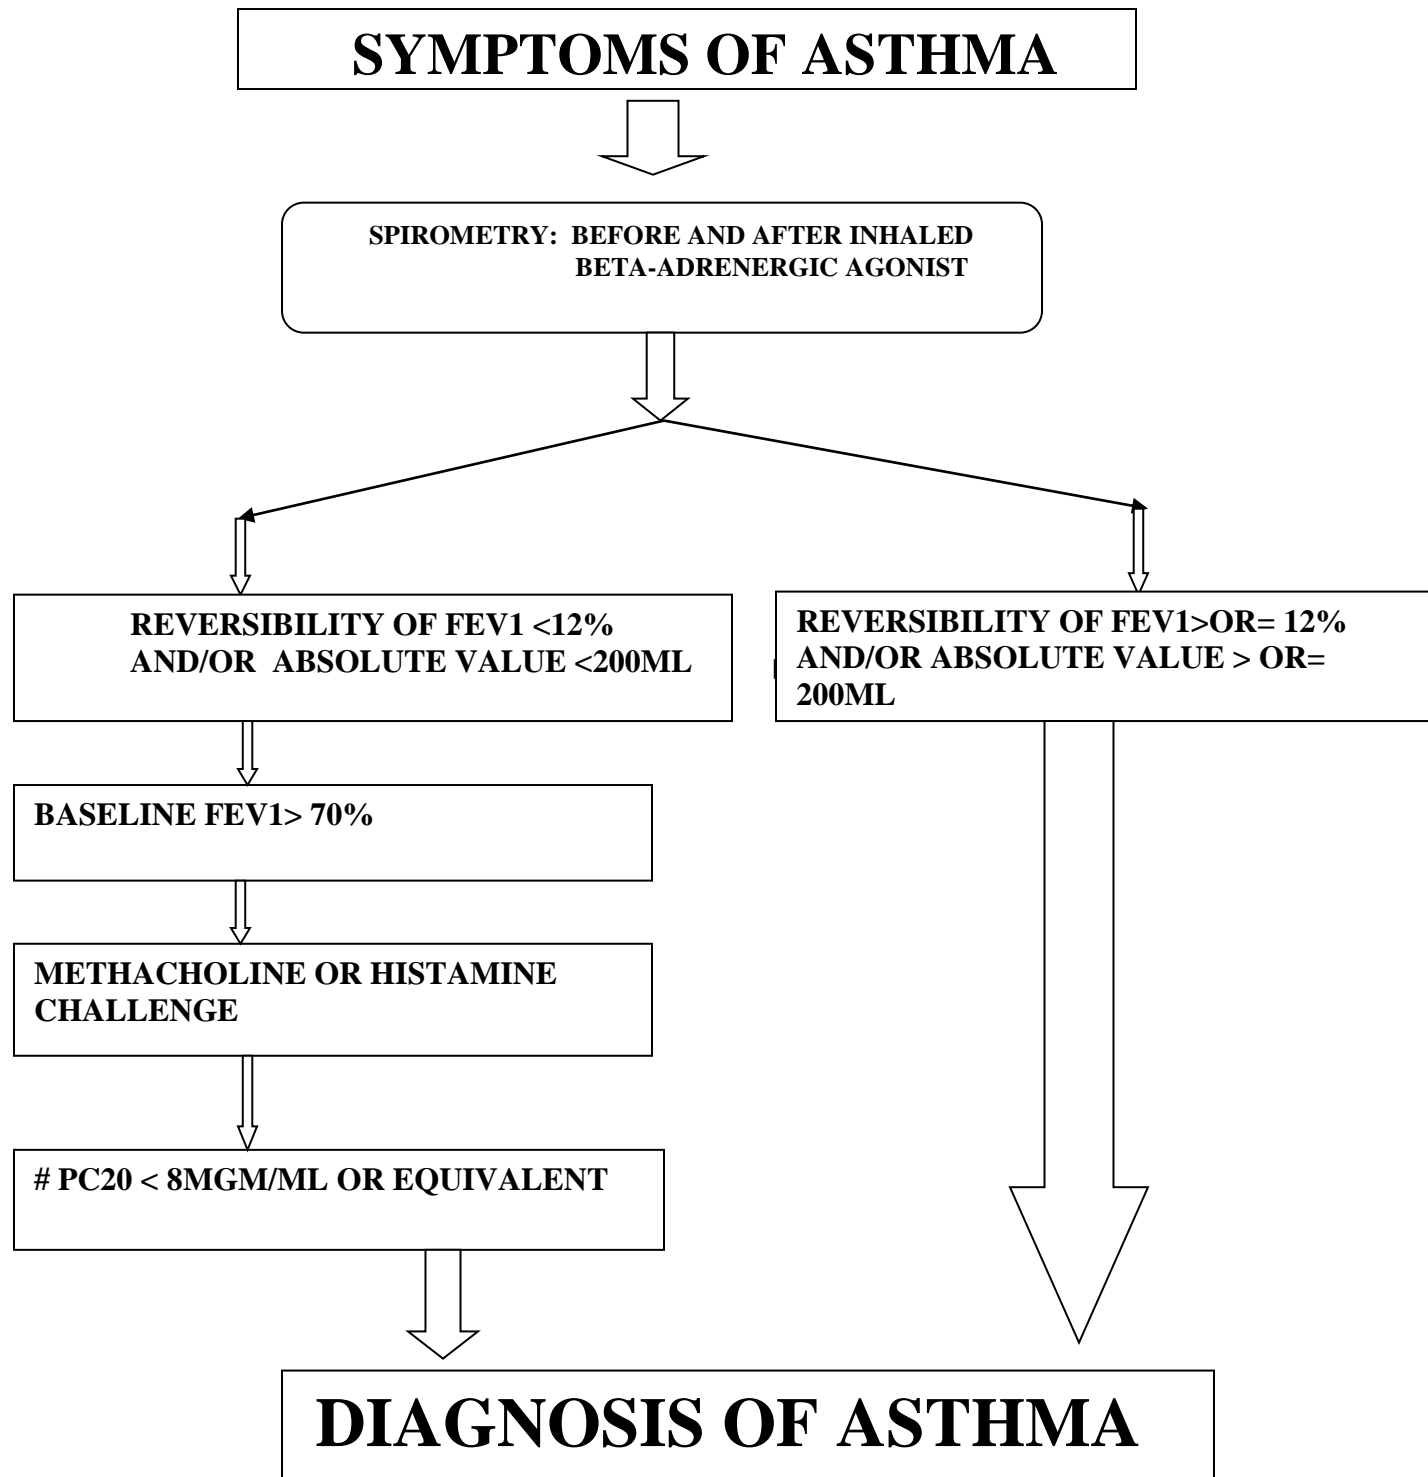 SYMPTOMS OF ASTHMA
SPIROMETRY: BEFORE AND AFTER INHALED
BETA-ADRENERGIC AGONIST
REVERSIBILITY OF FEV1 <12%
AND/OR ABSOLUTE VALUE <200ML
REVERSIBILITY OF FEV1>OR= 12%
AND/OR ABSOLUTE VALUE > OR=
200ML
BASELINE FEV1> 70%
METHACHOLINE OR HISTAMINE
CHALLENGE
# PC20 < 8MGM/ML OR EQUIVALENT
DIAGNOSIS OF ASTHMA